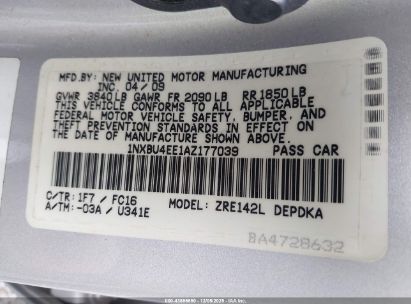 MFD.BY: NEW UNITED MOTOR MANUFACTURING
INC. 04/09
GVWR 3840LB GAWR FR 2090LB RR1850LB
THIS VEHICLE CONFORMS TO ALL APPLICABLE
FEDERAL MOTOR VEHICLE SAFETY, BUMPER, AND
THEFT PREVENTION STANDARDS IN EFFECT ON
THE DATE OF MANUFACTURE SHOWN ABOVE.
1NXBU4EE1AZ177039 PASS CAR
C/TR: 1F7 / FC16
A/TM: -03A / U341E MODEL: ZRE142L DEPDKA
BA4728632